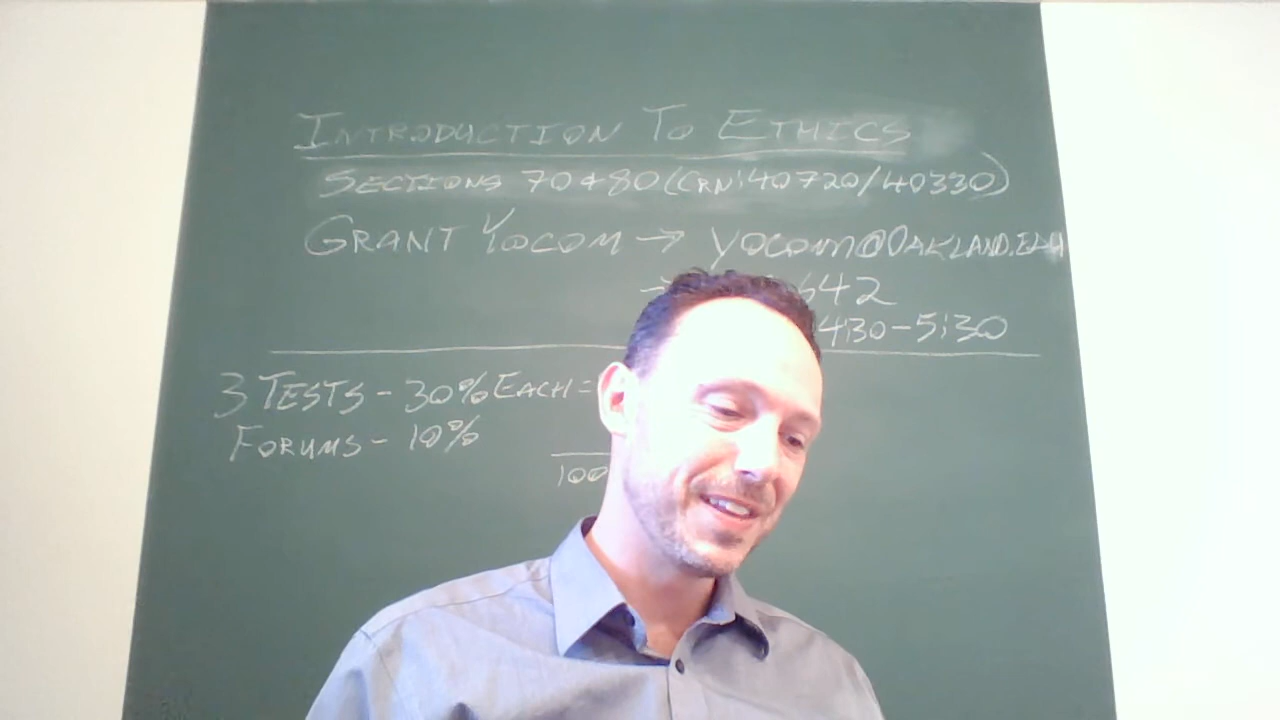 INTRODUCTION TO ETHICS
SECTIONS 70 & 80 (CRN: 40720/40330)
GRANT YOCOM → YOCOM@OAKLAND.EDU
→ 642
4:30-5:30
3 TESTS - 30% EACH =
FORUMS - 10%
100